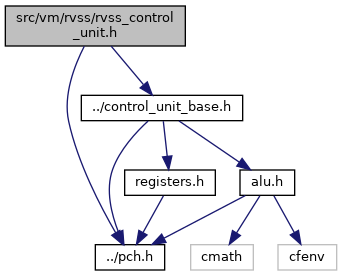 src/vm/rvss/rvss_control
_unit.h
../control_unit_base.h
registers.h
alu.h
../pch.h
cmath
cfenv